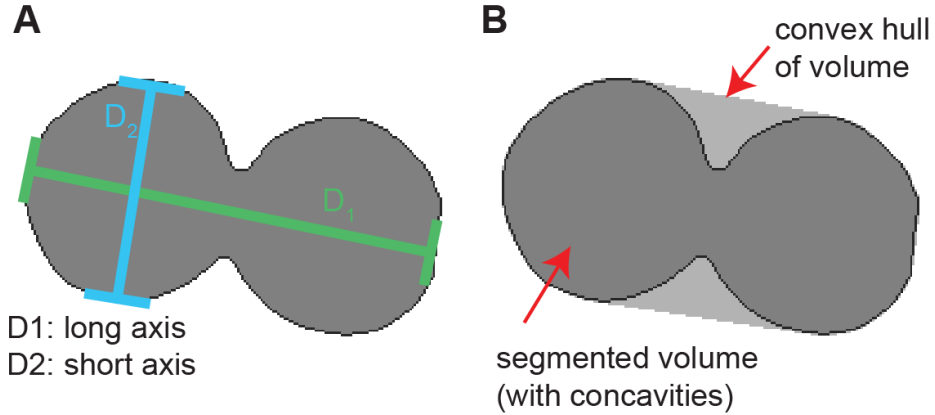 A
D₂
D₁
D1: long axis
D2: short axis
B
convex hull
of volume
segmented volume
(with concavities)